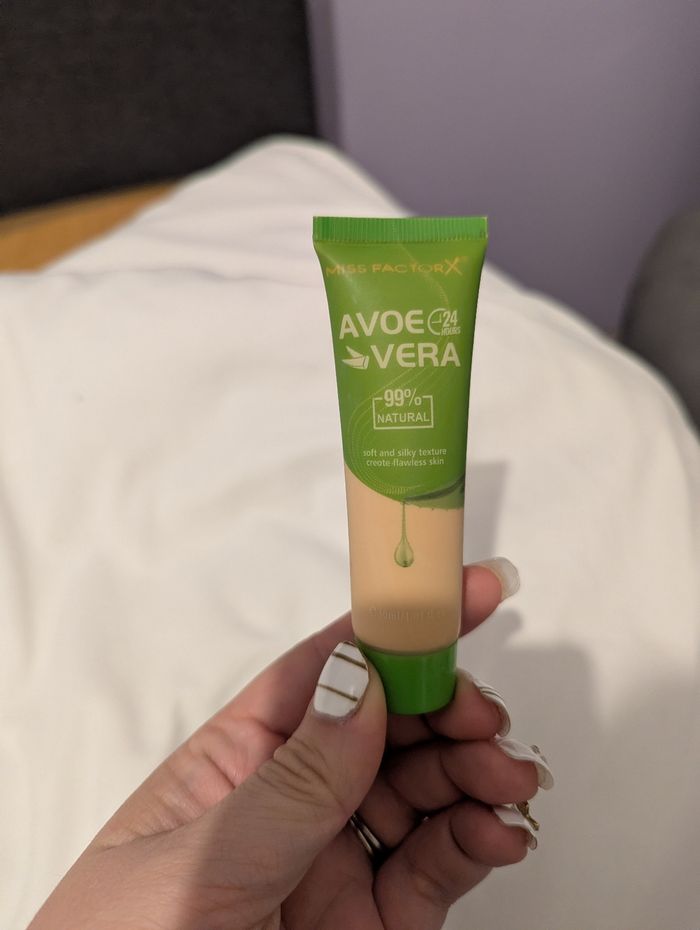 MISS FACTORX
AVOE 24
HOURS
VERA
99%
NATURAL
soft and silky texture
creote flawless skin